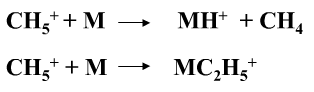 CH₅⁺ + M ⟶ MH⁺ + CH₄
CH₅⁺ + M ⟶ MC₂H₅⁺